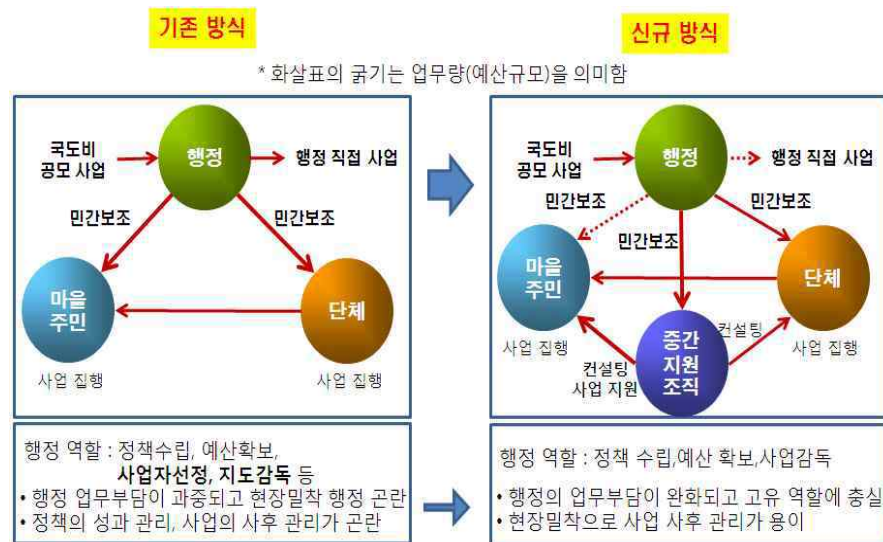 기존 방식
신규 방식
* 화살표의 굵기는 업무량(예산규모)을 의미함
국도비
공모 사업
행정
행정 직접 사업
민간보조
민간보조
마을
주민
단체
사업 집행
사업 집행
국도비
공모 사업
행정
행정 직접 사업
민간보조
민간보조
민간보조
마을
주민
단체
사업 집행
중간
지원
조직
컨설팅
사업 집행
컨설팅
사업 지원
행정 역할 : 정책수립, 예산확보,
사업자선정, 지도감독 등
• 행정 업무부담이 과중되고 현장밀착 행정 곤란
• 정책의 성과 관리, 사업의 사후 관리가 곤란
행정 역할 : 정책 수립,예산 확보,사업감독
• 행정의 업무부담이 완화되고 고유 역할에 충실
• 현장밀착으로 사업 사후 관리가 용이